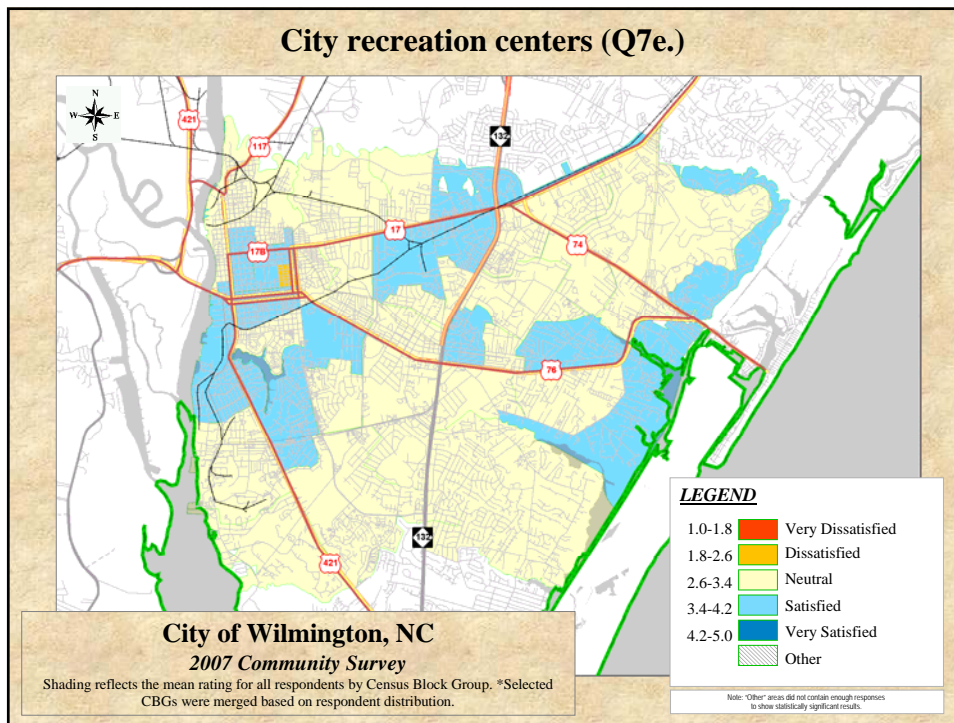 City recreation centers (Q7e.)
N
W E
S
421
117
132
17
17B
74
76
132
421
LEGEND
1.0-1.8 Very Dissatisfied
1.8-2.6 Dissatisfied
2.6-3.4 Neutral
3.4-4.2 Satisfied
4.2-5.0 Very Satisfied
Other
City of Wilmington, NC
2007 Community Survey
Shading reflects the mean rating for all respondents by Census Block Group. *Selected
CBGs were merged based on respondent distribution.
Note: "Other" areas did not contain enough responses
to show statistically significant results.